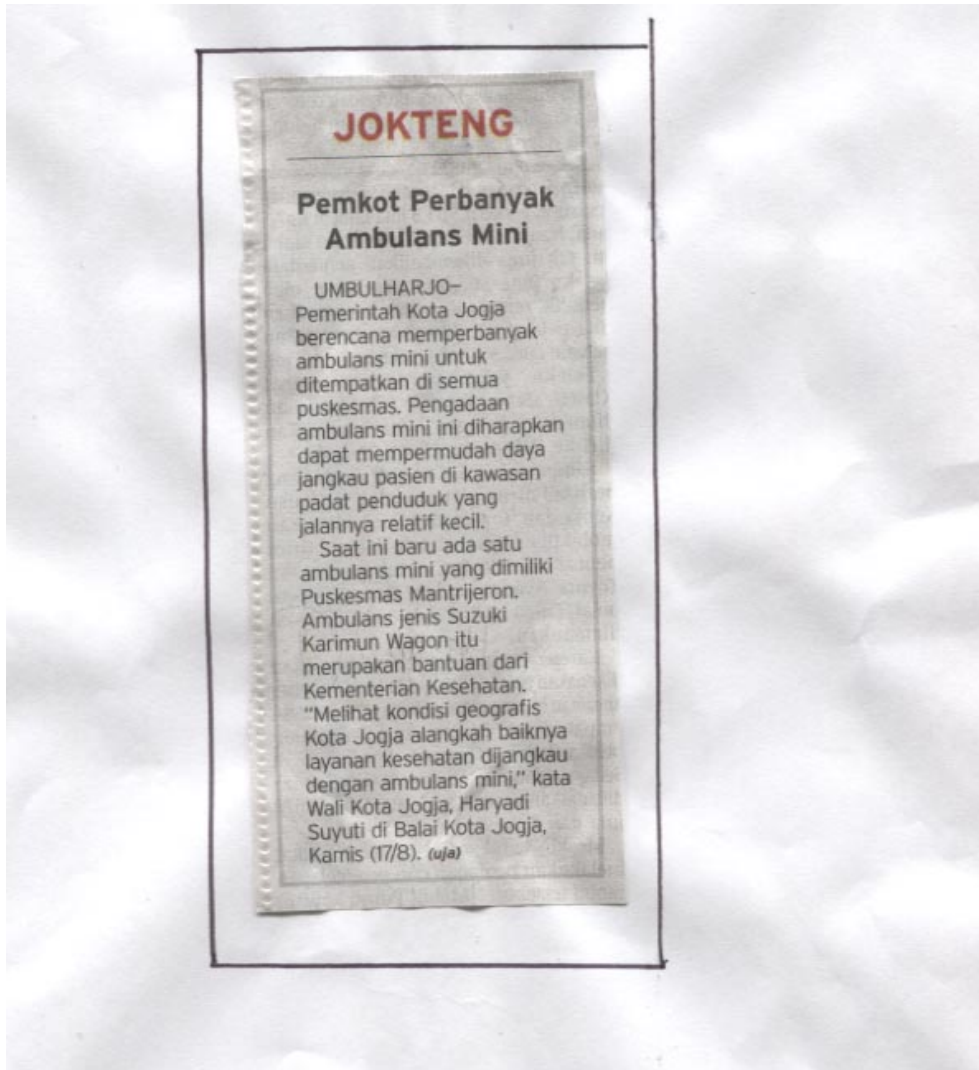 JOKTENG
Pemkot Perbanyak
Ambulans Mini
UMBULHARJO–
Pemerintah Kota Jogja
berencana memperbanyak
ambulans mini untuk
ditempatkan di semua
puskesmas. Pengadaan
ambulans mini ini diharapkan
dapat mempermudah daya
jangkau pasien di kawasan
padat penduduk yang
jalannya relatif kecil.
Saat ini baru ada satu
ambulans mini yang dimiliki
Puskesmas Mantrijeron.
Ambulans jenis Suzuki
Karimun Wagon itu
merupakan bantuan dari
Kementerian Kesehatan.
“Melihat kondisi geografis
Kota Jogja alangkah baiknya
layanan kesehatan dijangkau
dengan ambulans mini,” kata
Wali Kota Jogja, Haryadi
Suyuti di Balai Kota Jogja,
Kamis (17/8). (uja)